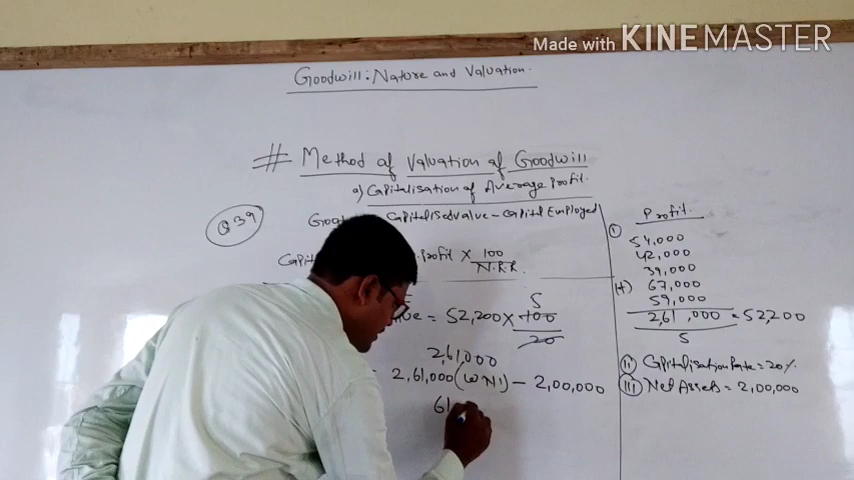 Made with KINEMASTER
Goodwill: Nature and Valuation.
# Method of Valuation of Goodwill
a) Capitalisation of Average Profit.
Q39
Capitalised value - Capital Employed
Profit × 100
N.R.R.
= 52,200 × 100 5
20
2,61,000
2,61,000 (WN1) - 2,00,000
61
Profit.
i)
54,000
42,000
39,000
(+) 67,000
59,000
2,61,000 = 52,200
5
ii) Capitalisation Rate = 20%.
iii) Net Assets = 2,00,000